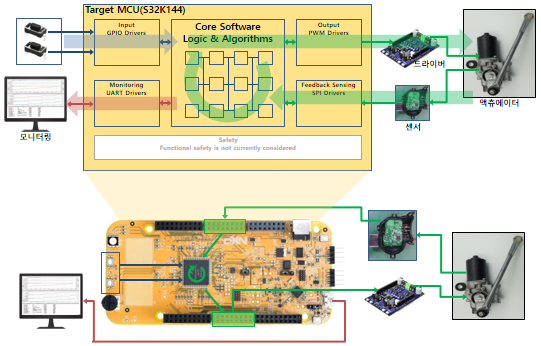 Target MCU(S32K144)
Input
GPIO Drivers
Core Software
Logic & Algorithms
Output
PWM Drivers
드라이버
Monitoring
UART Drivers
Feedback Sensing
SPI Drivers
액츄에이터
센서
모니터링
Safety
Functional safety is not currently considered
NXP